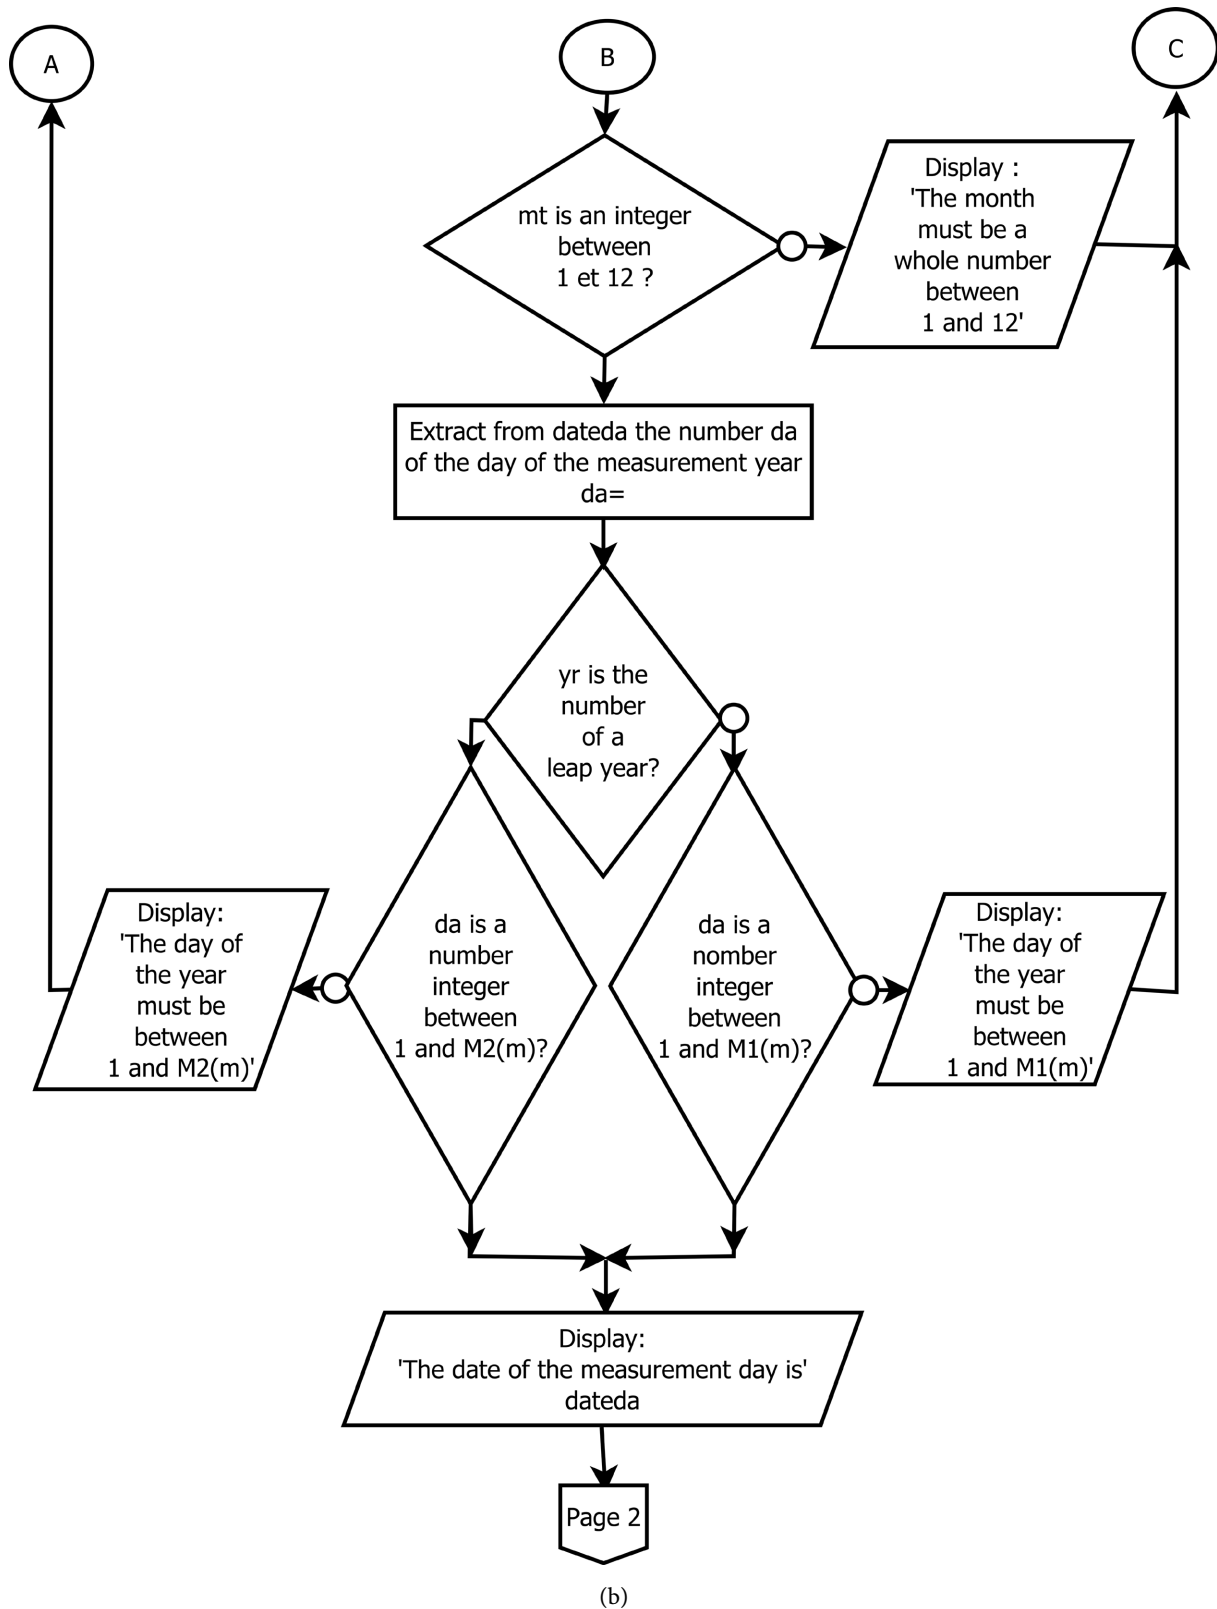 A
B
C
mt is an integer
between
1 et 12 ?
Display :
'The month
must be a
whole number
between
1 and 12'
Extract from dateda the number da
of the day of the measurement year
da=
yr is the
number
of a
leap year?
Display:
'The day of
the year
must be
between
1 and M2(m)'
da is a
number
integer
between
1 and M2(m)?
da is a
nomber
integer
between
1 and M1(m)?
Display:
'The day of
the year
must be
between
1 and M1(m)'
Display:
'The date of the measurement day is'
dateda
Page 2
(b)